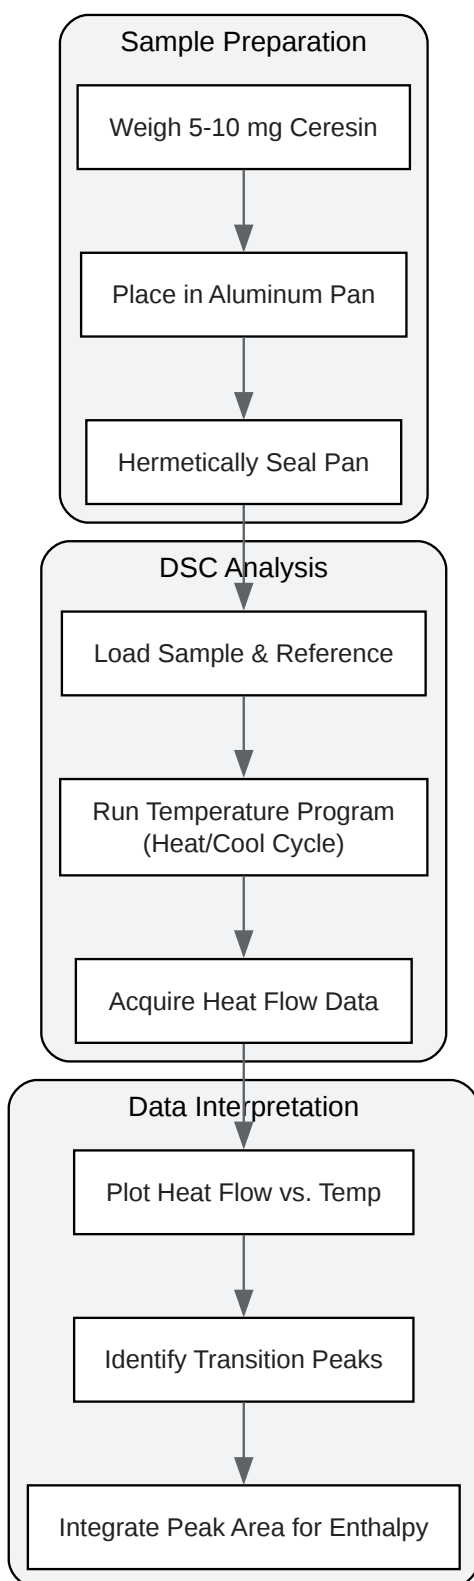 Sample Preparation
Weigh 5-10 mg Ceresin
Place in Aluminum Pan
Hermetically Seal Pan
DSC Analysis
Load Sample & Reference
Run Temperature Program
(Heat/Cool Cycle)
Acquire Heat Flow Data
Data Interpretation
Plot Heat Flow vs. Temp
Identify Transition Peaks
Integrate Peak Area for Enthalpy